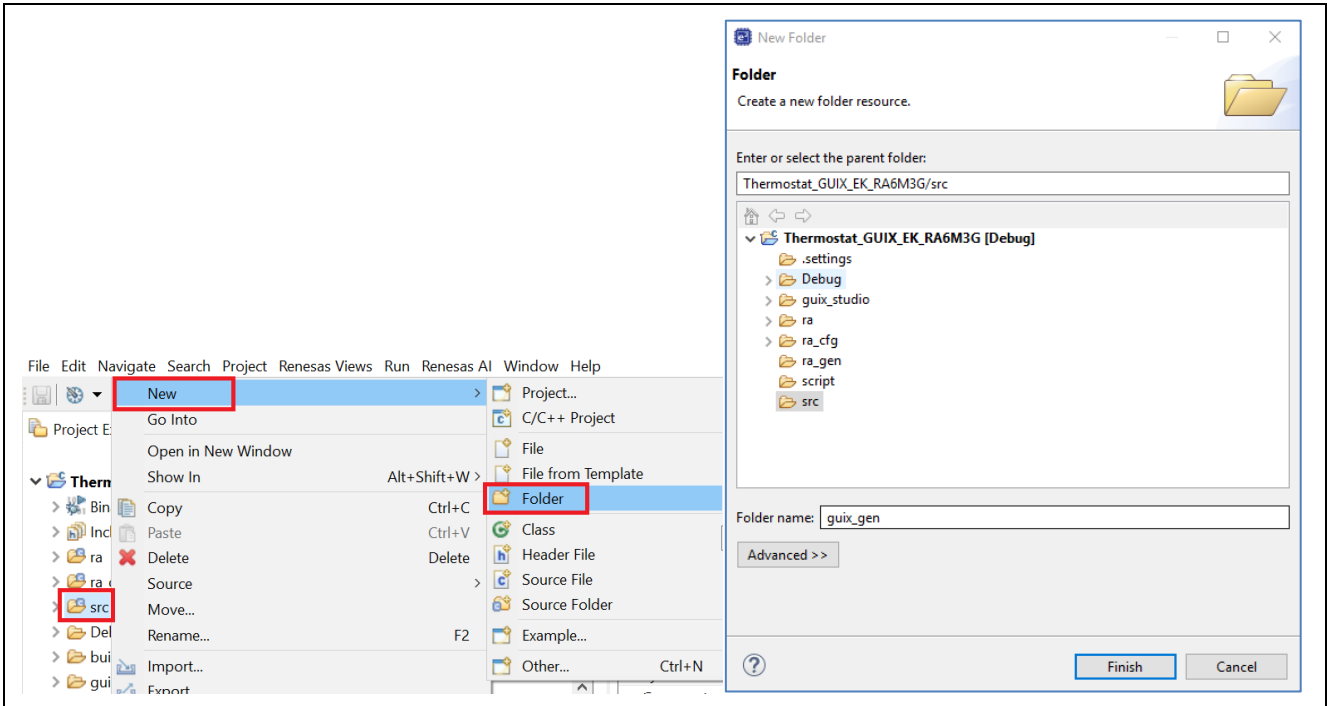 File Edit Navigate Search Project Renesas Views Run Renesas AI Window Help
Project E
Therm
Bin
Incl
ra
ra
src
Del
bui
gui
New
Go Into
Open in New Window
Show In Alt+Shift+W
Copy Ctrl+C
Paste Ctrl+V
Delete Delete
Source
Move...
Rename... F2
Import...
Export
Project...
C/C++ Project
File
File from Template
Folder
Class
Header File
Source File
Source Folder
Example...
Other... Ctrl+N
New Folder
Folder
Create a new folder resource.
Enter or select the parent folder:
Thermostat_GUIX_EK_RA6M3G/src
Thermostat_GUIX_EK_RA6M3G [Debug]
.settings
Debug
guix_studio
ra
ra_cfg
ra_gen
script
src
Folder name: guix_gen
Advanced >>
Finish Cancel